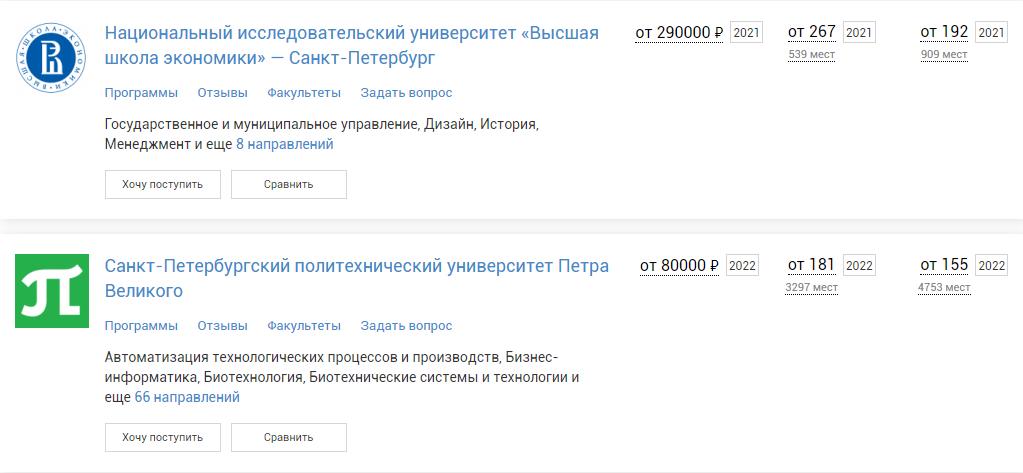 Национальный исследовательский университет «Высшая
школа экономики» — Санкт-Петербург
от 290000 ₽ 2021
от 267 2021
539 мест
от 192 2021
909 мест
Программы Отзывы Факультеты Задать вопрос
Государственное и муниципальное управление, Дизайн, История,
Менеджмент и еще 8 направлений
Хочу поступить Сравнить
ВЫСШАЯ ШКОЛА ЭКОНОМИКИ
Санкт-Петербургский политехнический университет Петра
Великого
от 80000 ₽ 2022
от 181 2022
3297 мест
от 155 2022
4753 мест
Программы Отзывы Факультеты Задать вопрос
Автоматизация технологических процессов и производств, Бизнес-
информатика, Биотехнология, Биотехнические системы и технологии и
еще 66 направлений
Хочу поступить Сравнить